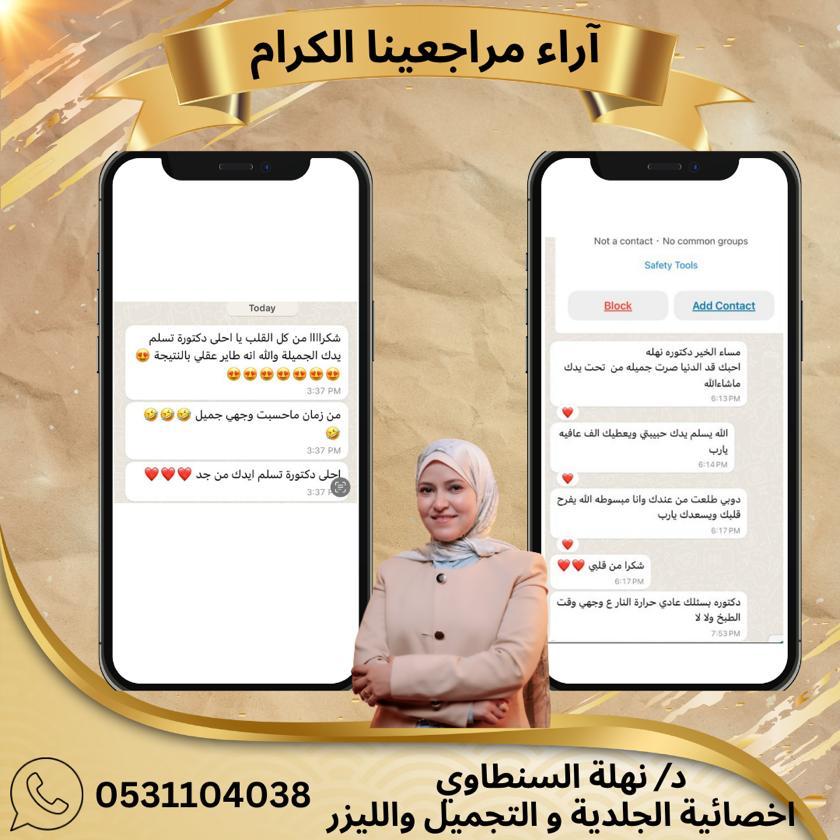 آراء مراجعينا الكرام
Today
شكراااا من كل القلب يا احلى دكتورة تسلم
يدك الجميلة والله انه طاير عقلي بالنتيجة 😍
😍😍😍😍😍😍😍
3:37 PM
من زمان ماحسبت وجهي جميل 🤣🤣🤣
🤣
3:37 PM
احلى دكتورة تسلم ايدك من جد ❤️❤️❤️
3:37
Not a contact · No common groups
Safety Tools
Block
Add Contact
مساء الخير دكتوره نهله
احبك قد الدنيا صرت جميله من تحت يدك
ماشاءالله
6:13 PM
❤️
الله يسلم يدك حبيبتي ويعطيك الف عافيه
يارب
6:14 PM
❤️
دوبي طلعت من عندك وانا مبسوطه الله يفرح
قلبك ويسعدك يارب
6:17 PM
❤️
شكرا من قلبي ❤️❤️
6:17 PM
دكتوره بسئلك عادي حرارة النار ع وجهي وقت
الطبخ ولا لا
7:53 PM
د/ نهلة السنطاوي
اخصائية الجلدية و التجميل والليزر
0531104038